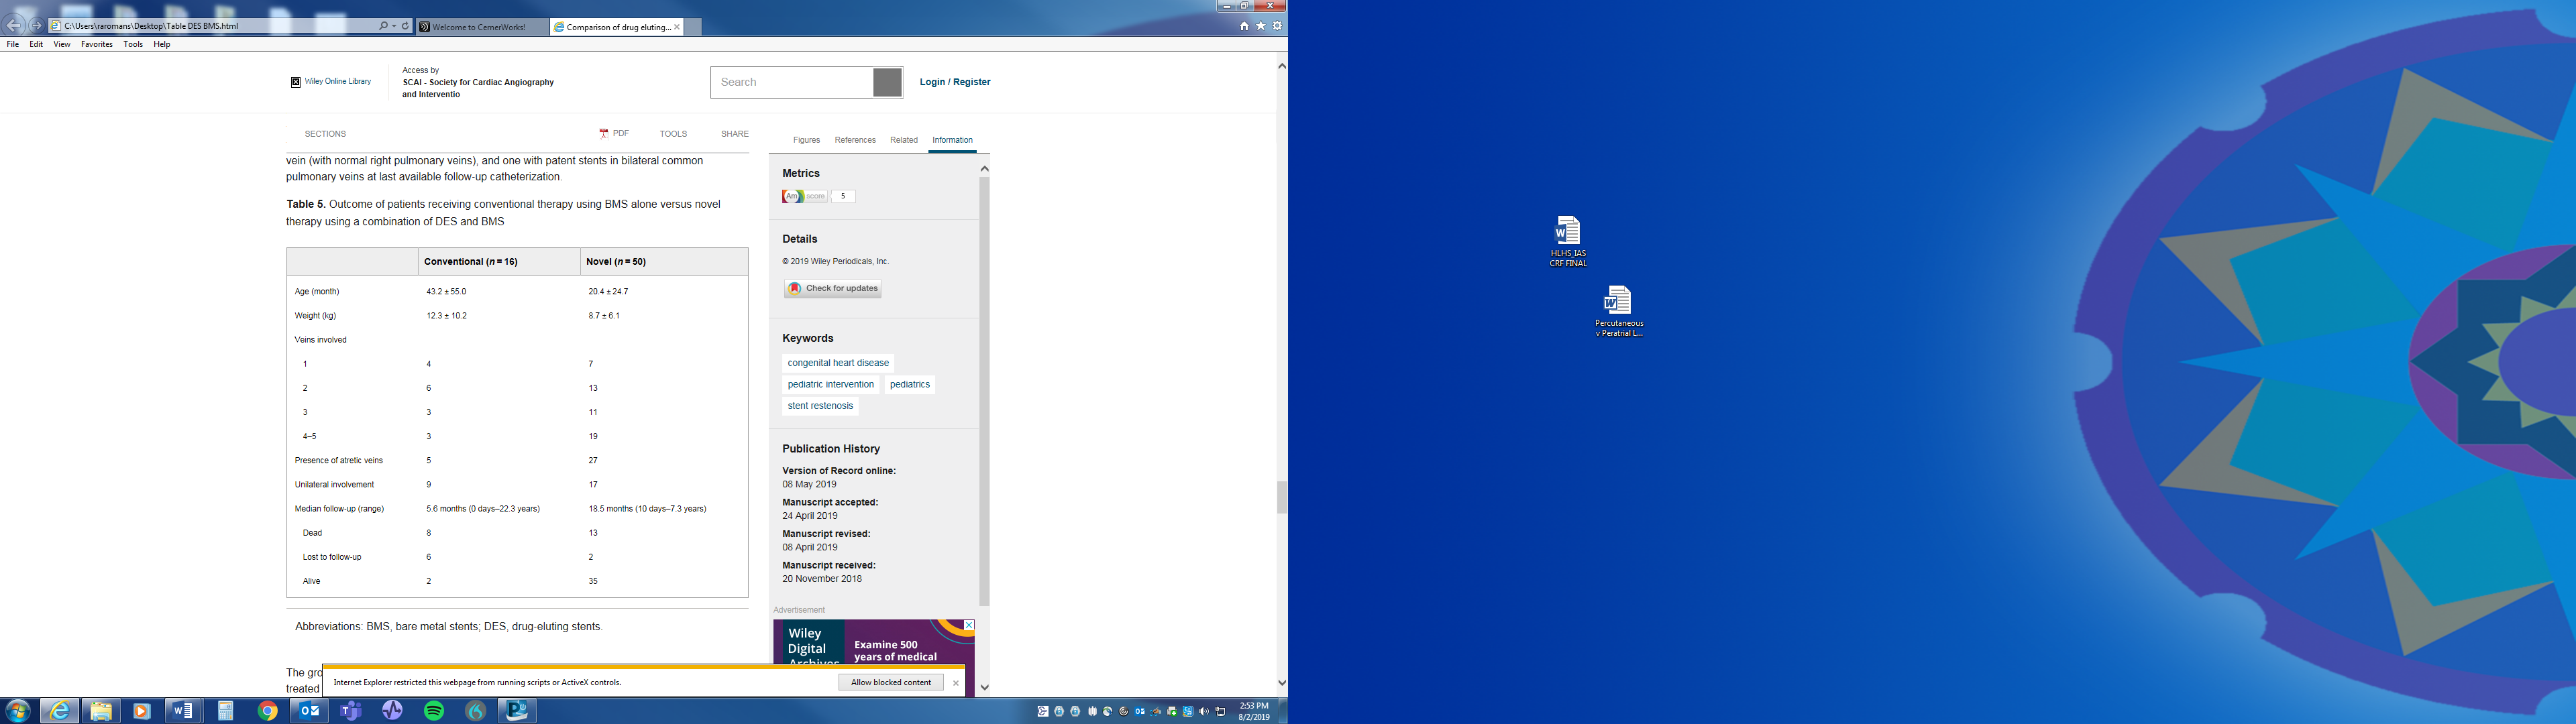 C:\Users\raromans\Desktop\Table DES BMS.html
Welcome to CernerWorks!
Comparison of drug eluting...
File Edit View Favorites Tools Help
Wiley Online Library
Access by
SCAI - Society for Cardiac Angiography
and Interventio
Search
Login / Register
SECTIONS PDF TOOLS SHARE
vein (with normal right pulmonary veins), and one with patent stents in bilateral common
pulmonary veins at last available follow-up catheterization.
Table 5. Outcome of patients receiving conventional therapy using BMS alone versus novel
therapy using a combination of DES and BMS
Conventional (n = 16) Novel (n = 50)
Age (month) 43.2 ± 55.0 20.4 ± 24.7
Weight (kg) 12.3 ± 10.2 8.7 ± 6.1
Veins involved
1 4 7
2 6 13
3 3 11
4–5 3 19
Presence of atretic veins 5 27
Unilateral involvement 9 17
Median follow-up (range) 5.6 months (0 days–22.3 years) 18.5 months (10 days–7.3 years)
Dead 8 13
Lost to follow-up 6 2
Alive 2 35
Abbreviations: BMS, bare metal stents; DES, drug-eluting stents.
The gro
treated
Figures References Related Information
Metrics
Am score 5
Details
© 2019 Wiley Periodicals, Inc.
Check for updates
Keywords
congenital heart disease
pediatric intervention pediatrics
stent restenosis
Publication History
Version of Record online:
08 May 2019
Manuscript accepted:
24 April 2019
Manuscript revised:
08 April 2019
Manuscript received:
20 November 2018
Advertisement
Wiley
Digital
Archives
Examine 500
years of medical
Internet Explorer restricted this webpage from running scripts or ActiveX controls.
Allow blocked content
2:53 PM
8/2/2019
HLHS_IAS
CRF FINAL
Percutaneous
v Peratrial L...